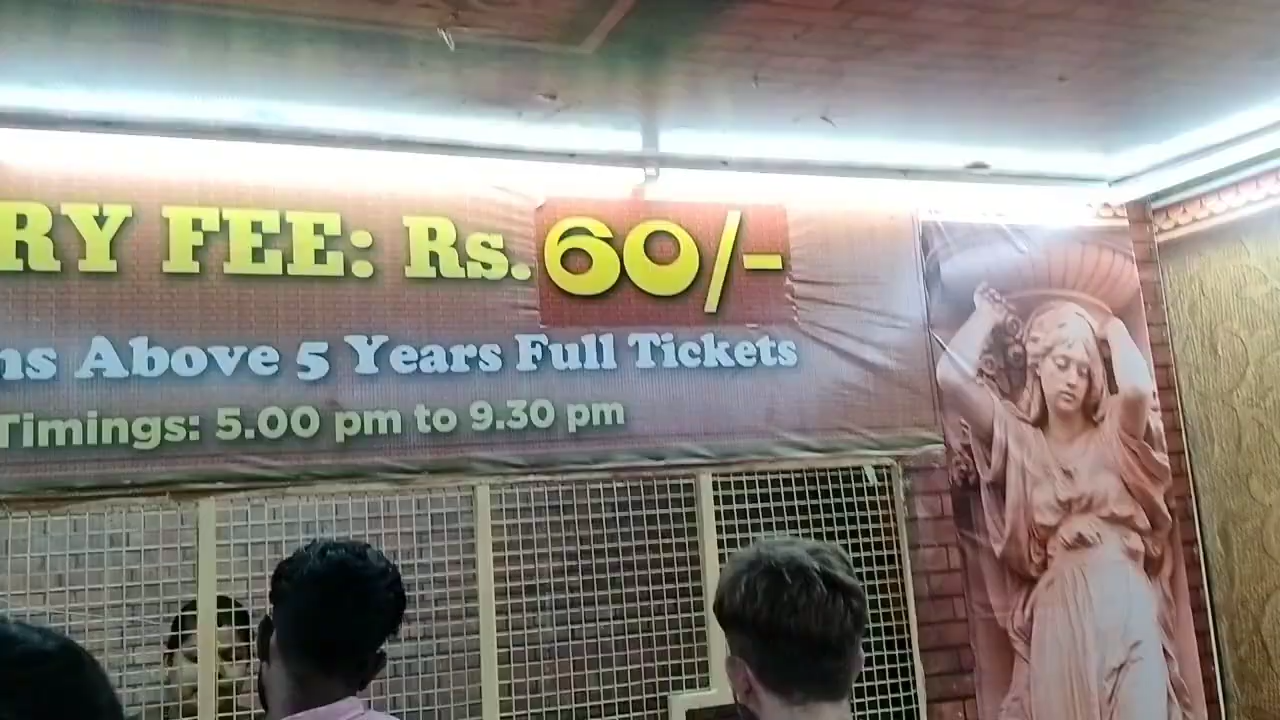 RY FEE: Rs. 60/-
ns Above 5 Years Full Tickets
Timings: 5.00 pm to 9.30 pm